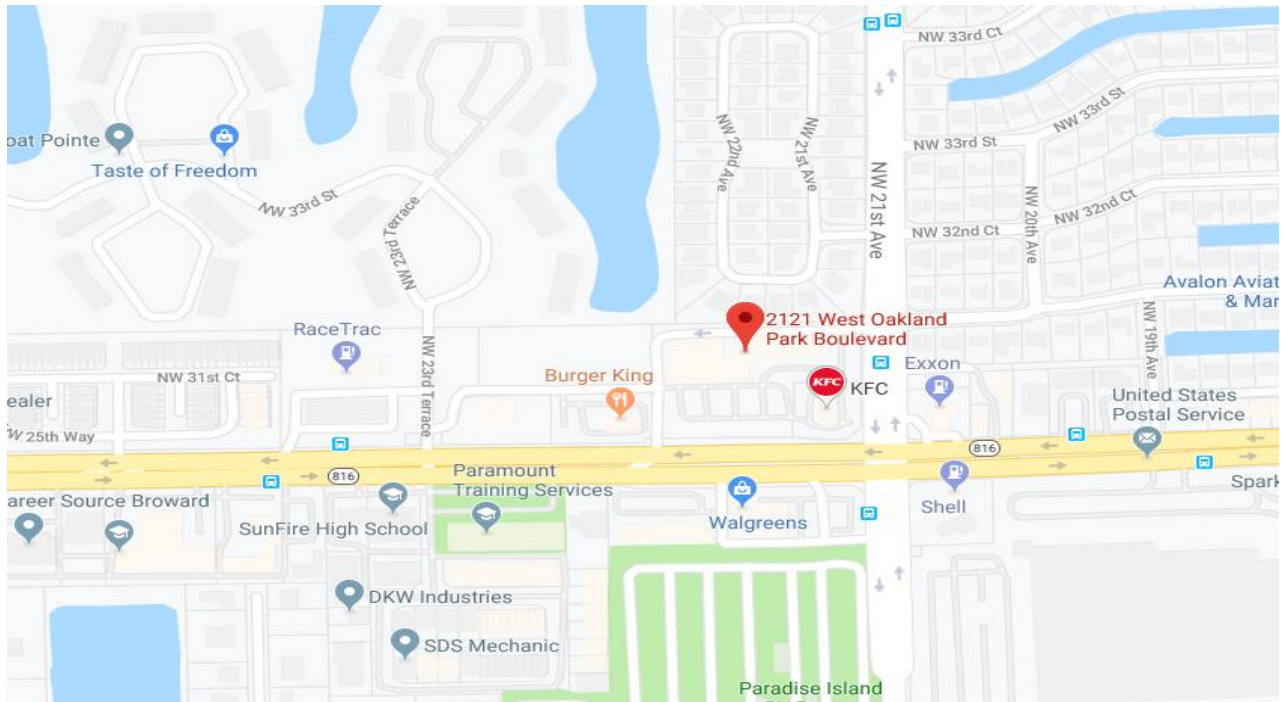 NW 33rd Ct
oat Pointe
Taste of Freedom
NW 33rd St
NW 23rd Terrace
NW 22nd Ave
NW 21st Ave
NW 21st Ave
NW 33rd St
NW 33rd St
NW 20th Ave
NW 32nd Ct
NW 32nd Ct
Avalon Aviat
& Mar
NW 19th Ave
2121 West Oakland
Park Boulevard
RaceTrac
NW 23rd Terrace
NW 31st Ct
Burger King
KFC
KFC
Exxon
United States
Postal Service
ealer
W 25th Way
816
816
areer Source Broward
SunFire High School
Paramount
Training Services
Walgreens
Shell
Spark
DKW Industries
SDS Mechanic
Paradise Island